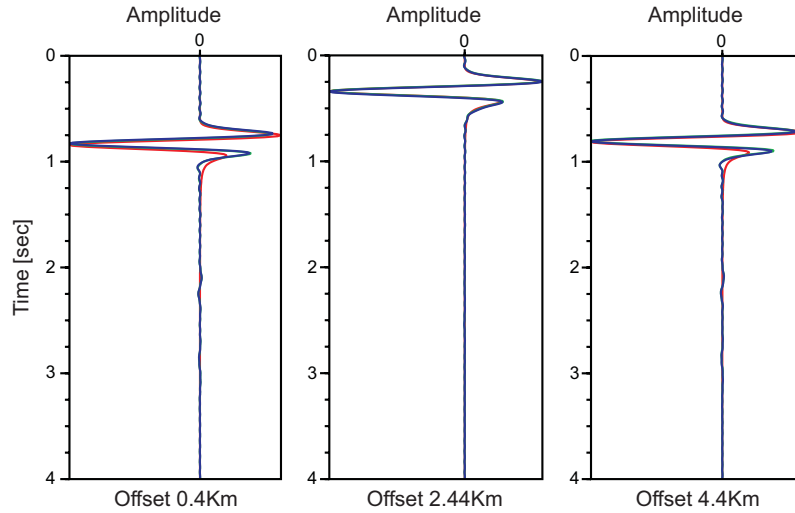 Amplitude Amplitude Amplitude
0 0 0
0 0 0
1 1 1
Time [sec]
2 2 2
3 3 3
4 4 4
Offset 0.4Km Offset 2.44Km Offset 4.4Km